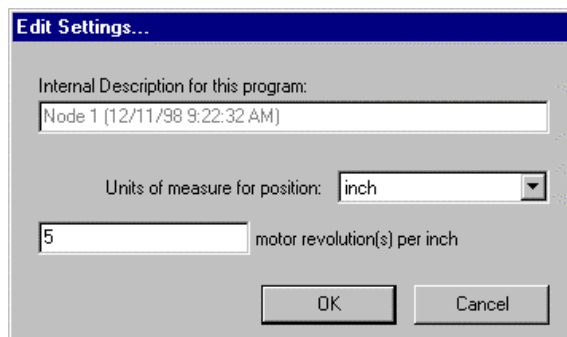 Edit Settings...
Internal Description for this program:
Node 1 (12/11/98 9:22:32 AM)
Units of measure for position: inch
5 motor revolution(s) per inch
OK Cancel